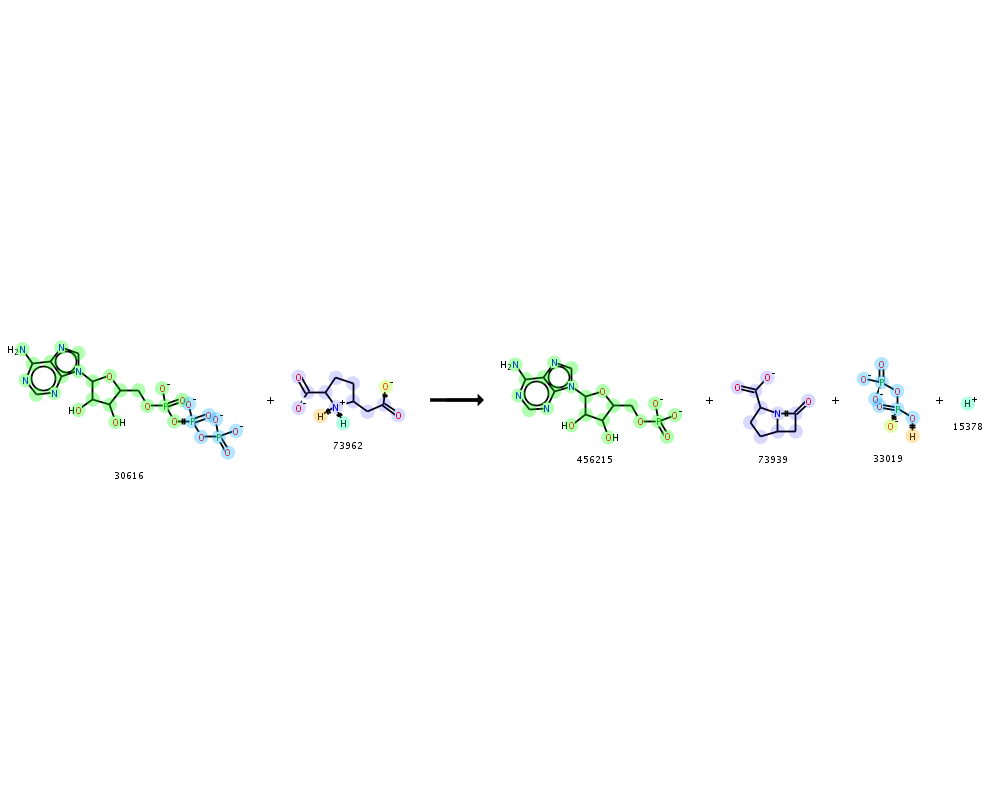 H₂N N N N N O HO OH O O⁻ P O O P O⁻ O O P O⁻ O⁻ O
30616
+
O O⁻ N⁺ H H O⁻ O
73962
+
H₂N N N N N O HO OH O O⁻ P O⁻ O
456215
+
O O⁻ N O
73939
+
O O⁻ P O O⁻ O P O O⁻ H
33019
+
H⁺
15378